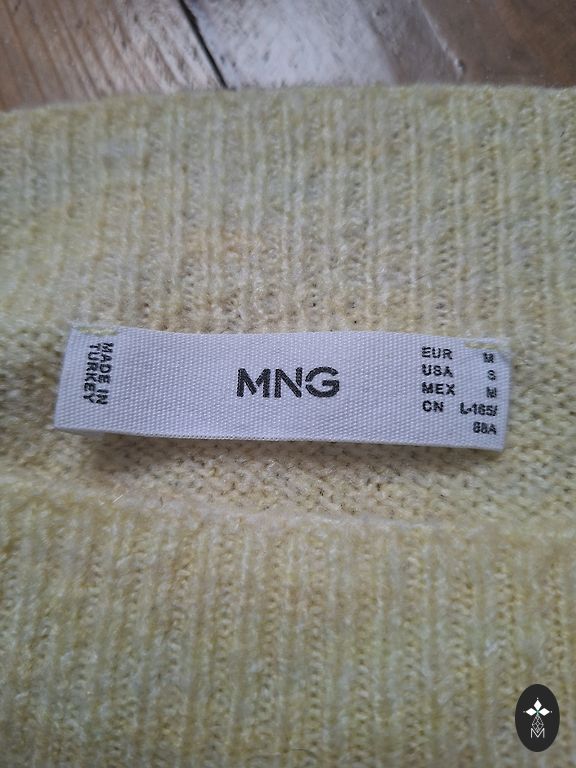 MADE IN
TURKEY
MNG
EUR M
USA S
MEX M
CN L-165/
88A
M